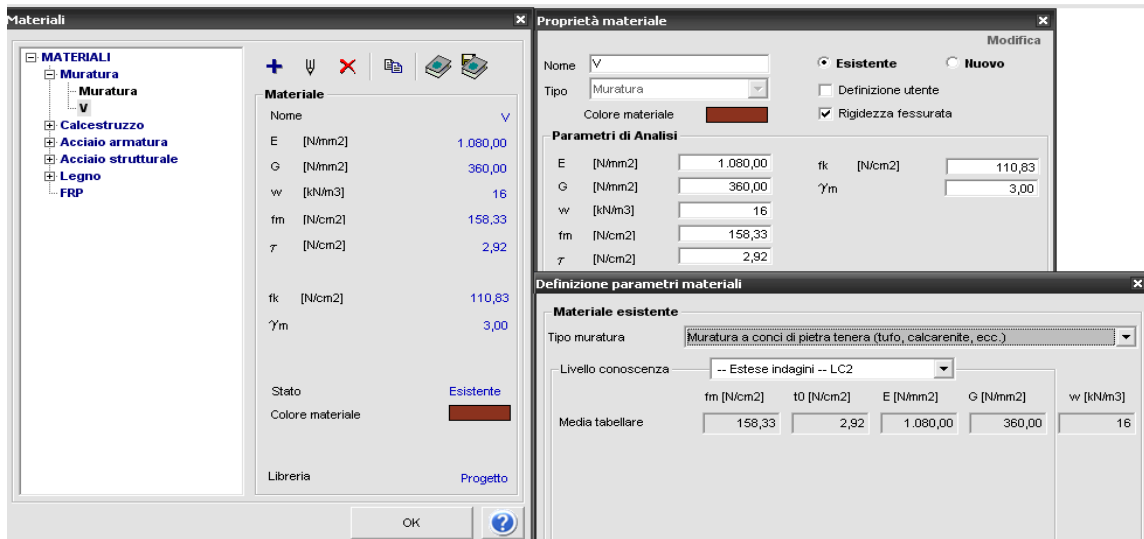 Materiali
MATERIALI
Muratura
Muratura
V
Calcestruzzo
Acciaio armatura
Acciaio strutturale
Legno
FRP
Materiale
Nome V
E [N/mm2] 1.080,00
G [N/mm2] 360,00
w [kN/m3] 16
fm [N/cm2] 158,33
τ [N/cm2] 2,92
fk [N/cm2] 110,83
γm 3,00
Stato Esistente
Colore materiale
Libreria Progetto
OK
?
Proprietà materiale
Modifica
Nome V
Esistente Nuovo
Tipo Muratura
Definizione utente
Colore materiale
Rigidezza fessurata
Parametri di Analisi
E [N/mm2] 1.080,00 fk [N/cm2] 110,83
G [N/mm2] 360,00 γm 3,00
w [kN/m3] 16
fm [N/cm2] 158,33
τ [N/cm2] 2,92
Definizione parametri materiali
Materiale esistente
Tipo muratura Muratura a conci di pietra tenera (tufo, calcarenite, ecc.)
Livello conoscenza -- Estese indagini -- LC2
fm [N/cm2] t0 [N/cm2] E [N/mm2] G [N/mm2] w [kN/m3]
Media tabellare 158,33 2,92 1.080,00 360,00 16